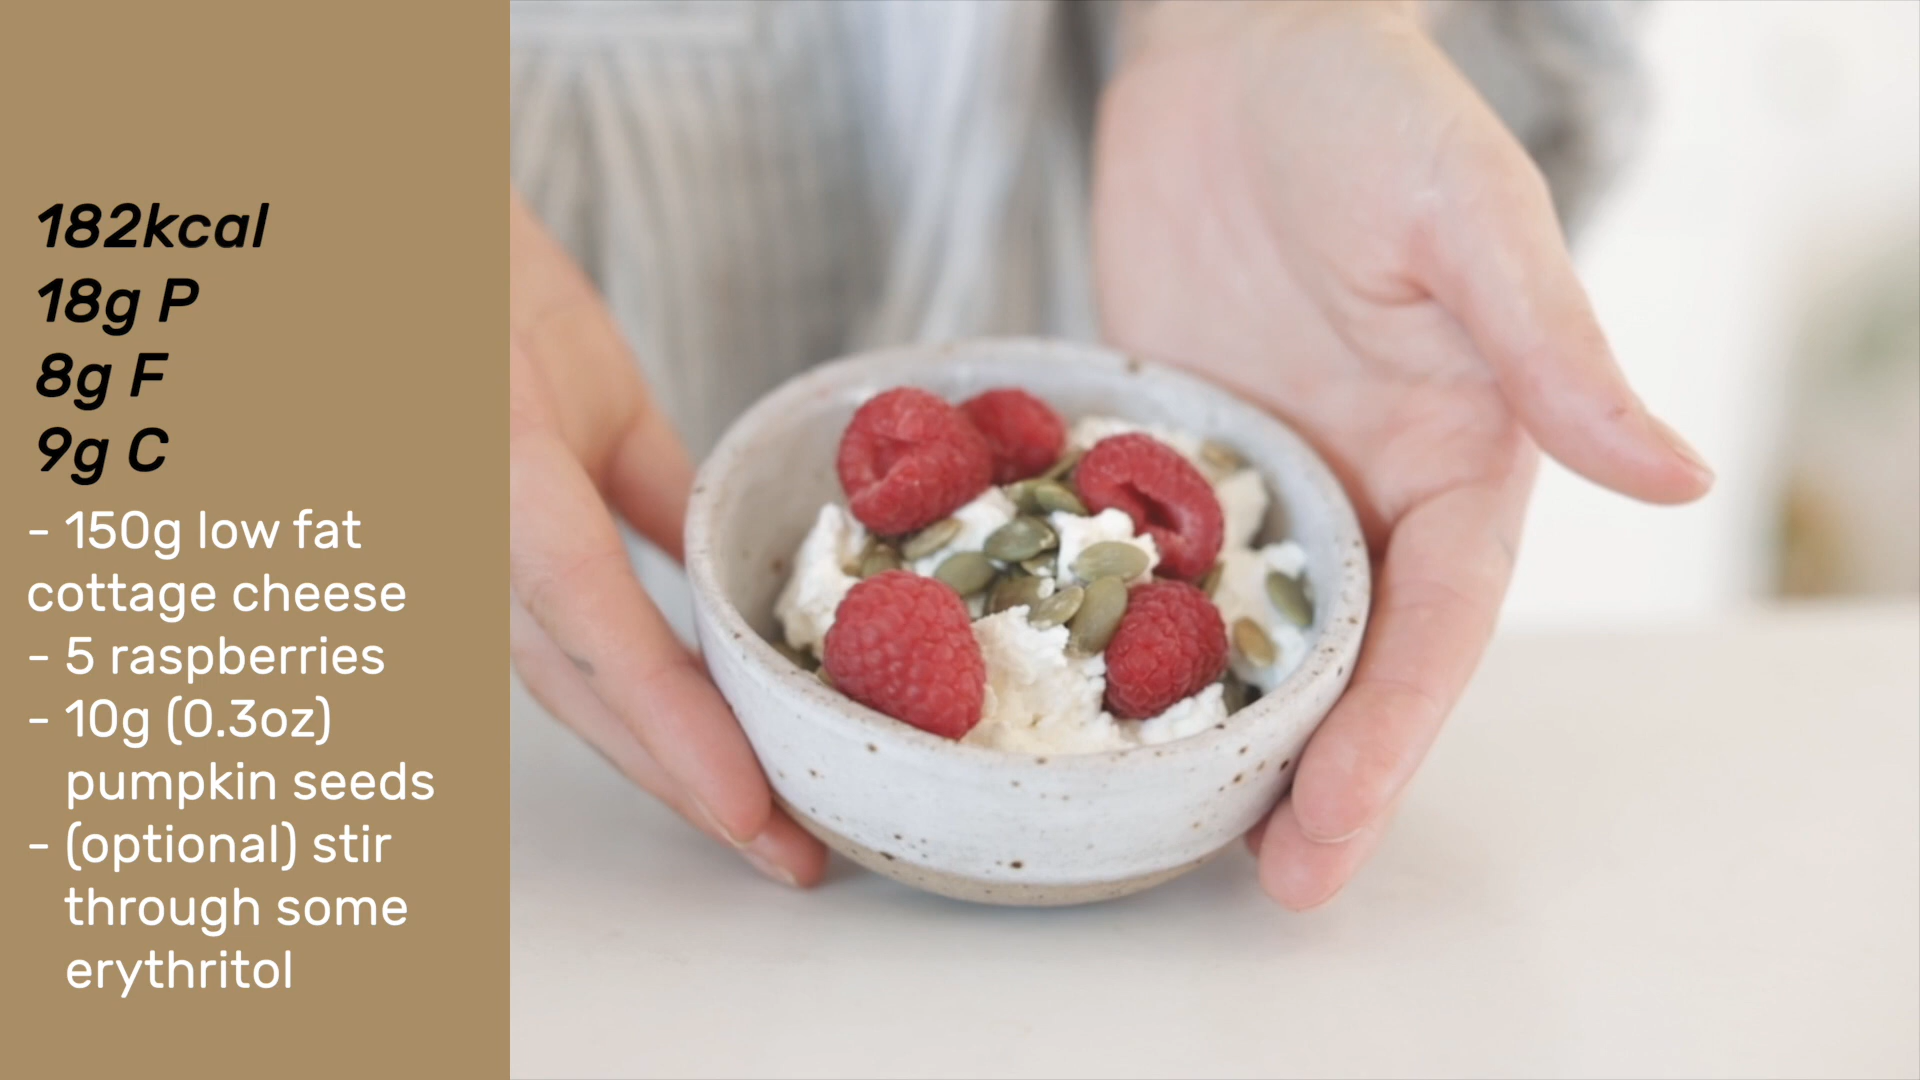 182kcal
18g P
8g F
9g C
- 150g low fat
cottage cheese
- 5 raspberries
- 10g (0.3oz)
pumpkin seeds
- (optional) stir
through some
erythritol